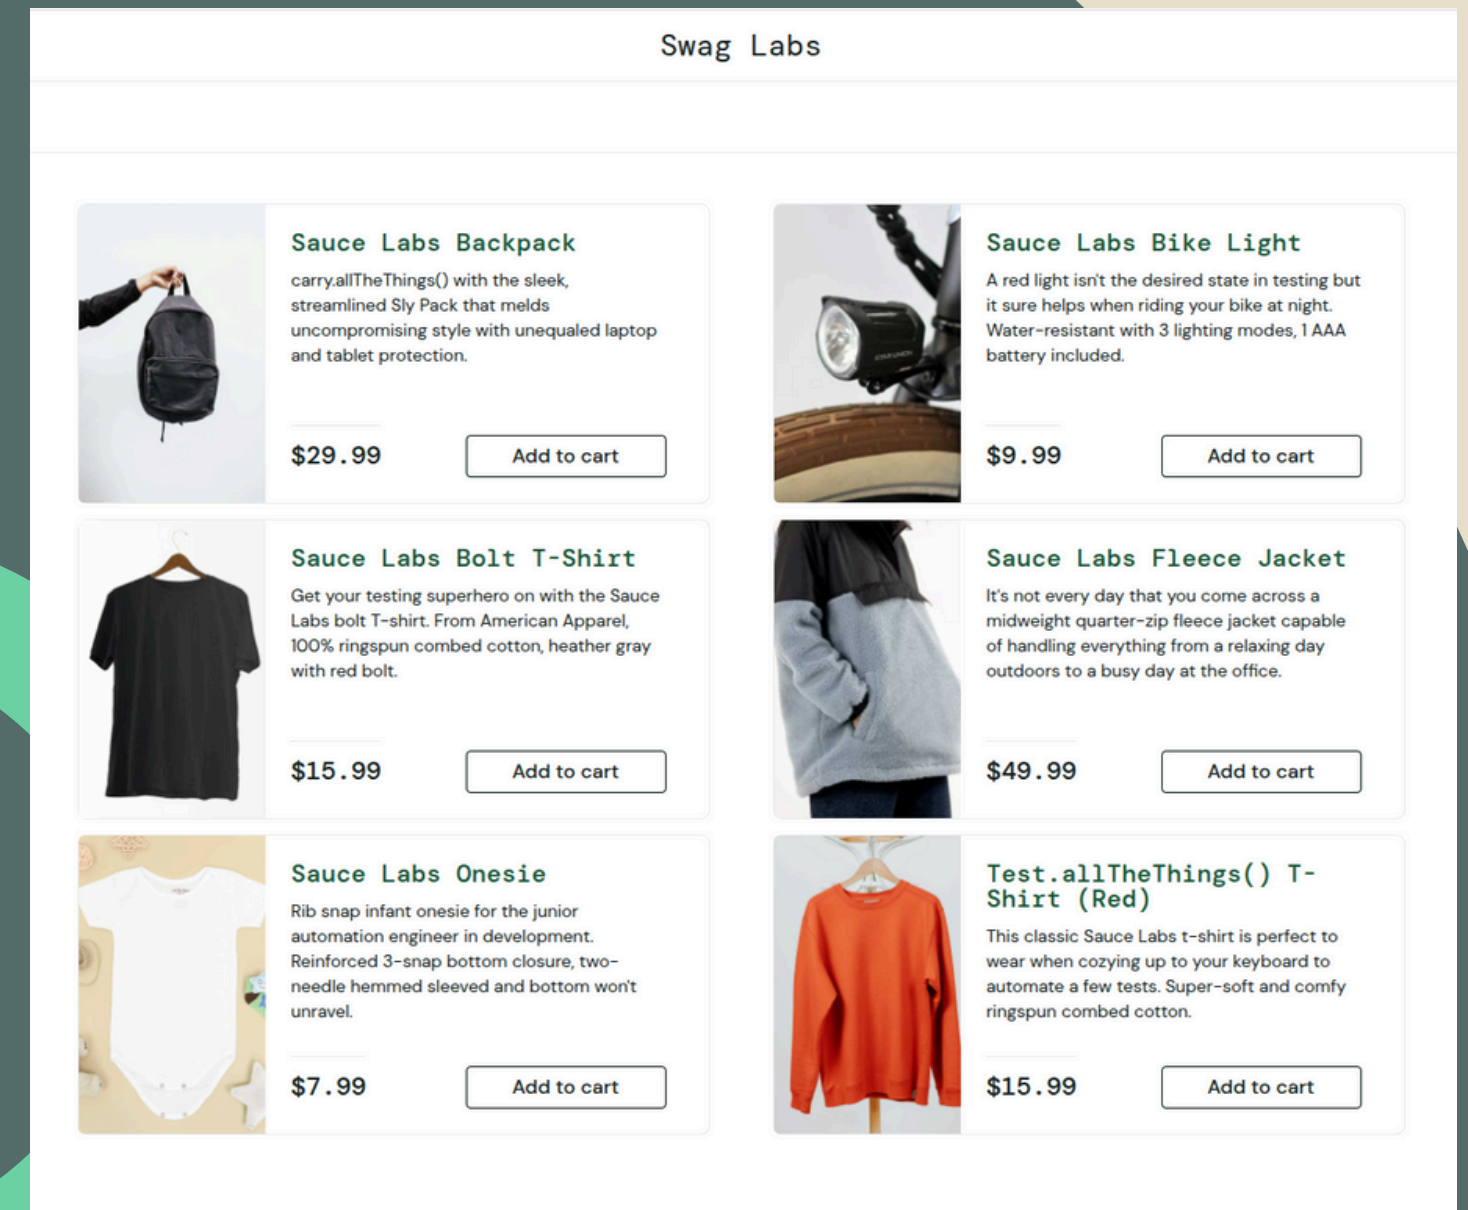 Swag Labs
Sauce Labs Backpack
carry.allTheThings() with the sleek,
streamlined Sly Pack that melds
uncompromising style with unequaled laptop
and tablet protection.
$29.99
Add to cart
Sauce Labs Bike Light
A red light isn't the desired state in testing but
it sure helps when riding your bike at night.
Water-resistant with 3 lighting modes, 1 AAA
battery included.
$9.99
Add to cart
Sauce Labs Bolt T-Shirt
Get your testing superhero on with the Sauce
Labs bolt T-shirt. From American Apparel,
100% ringspun combed cotton, heather gray
with red bolt.
$15.99
Add to cart
Sauce Labs Fleece Jacket
It's not every day that you come across a
midweight quarter-zip fleece jacket capable
of handling everything from a relaxing day
outdoors to a busy day at the office.
$49.99
Add to cart
Sauce Labs Onesie
Rib snap infant onesie for the junior
automation engineer in development.
Reinforced 3-snap bottom closure, two-
needle hemmed sleeved and bottom won't
unravel.
$7.99
Add to cart
Test.allTheThings() T-
Shirt (Red)
This classic Sauce Labs t-shirt is perfect to
wear when cozying up to your keyboard to
automate a few tests. Super-soft and comfy
ringspun combed cotton.
$15.99
Add to cart